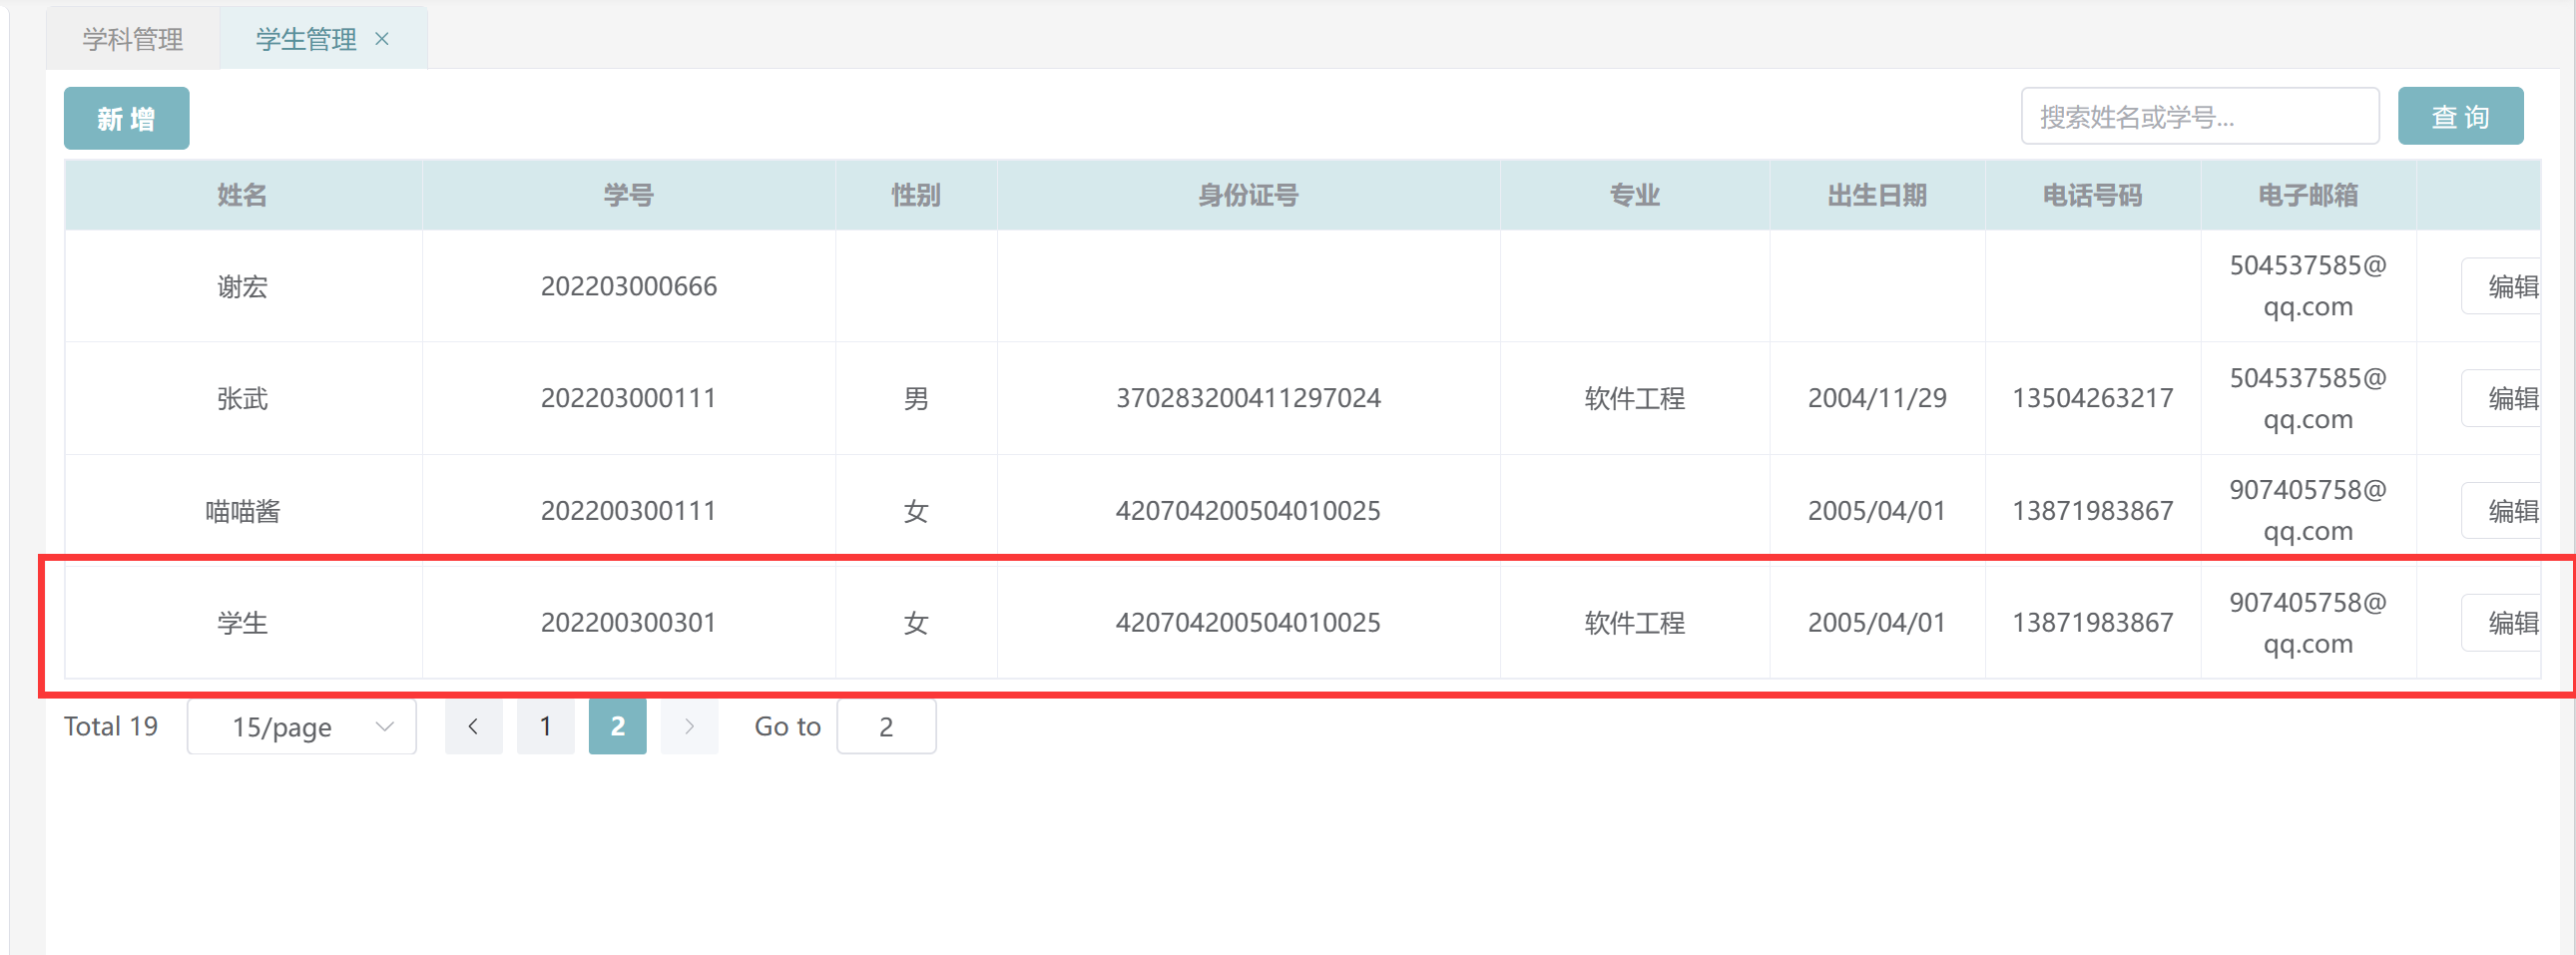 学科管理 学生管理 ×
新 增 搜索姓名或学号... 查 询
姓名 学号 性别 身份证号 专业 出生日期 电话号码 电子邮箱
谢宏 202203000666 504537585@
qq.com 编辑
张武 202203000111 男 370283200411297024 软件工程 2004/11/29 13504263217 504537585@
qq.com 编辑
喵喵酱 202200300111 女 420704200504010025 2005/04/01 13871983867 907405758@
qq.com 编辑
学生 202200300301 女 420704200504010025 软件工程 2005/04/01 13871983867 907405758@
qq.com 编辑
Total 19 15/page 1 2 Go to 2